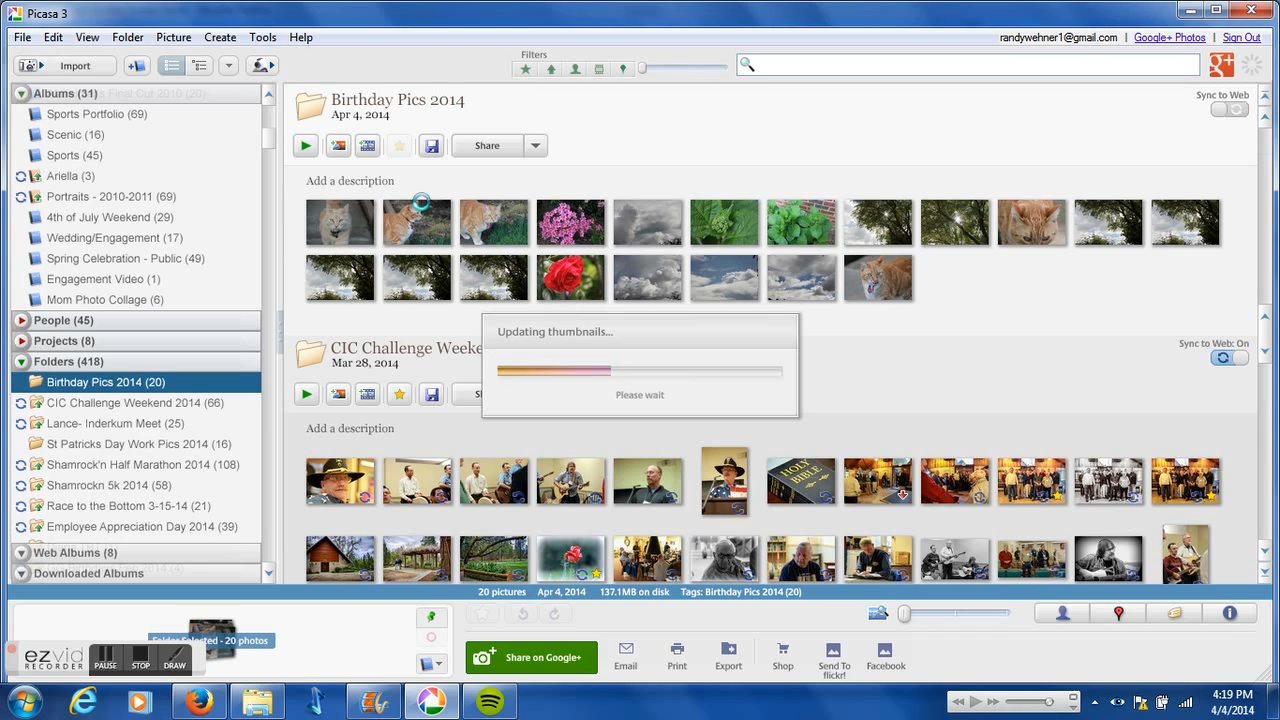 Picasa 3
File Edit View Folder Picture Create Tools Help
randywehner1@gmail.com | Google+ Photos | Sign Out
Import
Filters
Albums (31)
Sports Portfolio (69)
Scenic (16)
Sports (45)
Ariella (3)
Portraits - 2010-2011 (69)
4th of July Weekend (29)
Wedding/Engagement (17)
Spring Celebration - Public (49)
Engagement Video (1)
Mom Photo Collage (6)
People (45)
Projects (8)
Folders (418)
Birthday Pics 2014 (20)
CIC Challenge Weekend 2014 (66)
Lance- Inderkum Meet (25)
St Patricks Day Work Pics 2014 (16)
Shamrock'n Half Marathon 2014 (108)
Shamrockn 5k 2014 (58)
Race to the Bottom 3-15-14 (21)
Employee Appreciation Day 2014 (39)
Web Albums (8)
Downloaded Albums
Birthday Pics 2014
Apr 4, 2014
Sync to Web
Share
Add a description
Updating thumbnails...
Please wait
CIC Challenge Weeke
Mar 28, 2014
Sync to Web: On
Add a description
HOLY BIBLE
20 pictures Apr 4, 2014 137.1MB on disk Tags: Birthday Pics 2014 (20)
Folder Selected - 20 photos
ezvid
RECORDER
PAUSE STOP DRAW
Share on Google+
Email Print Export Shop Send To flickr! Facebook
4:19 PM
4/4/2014